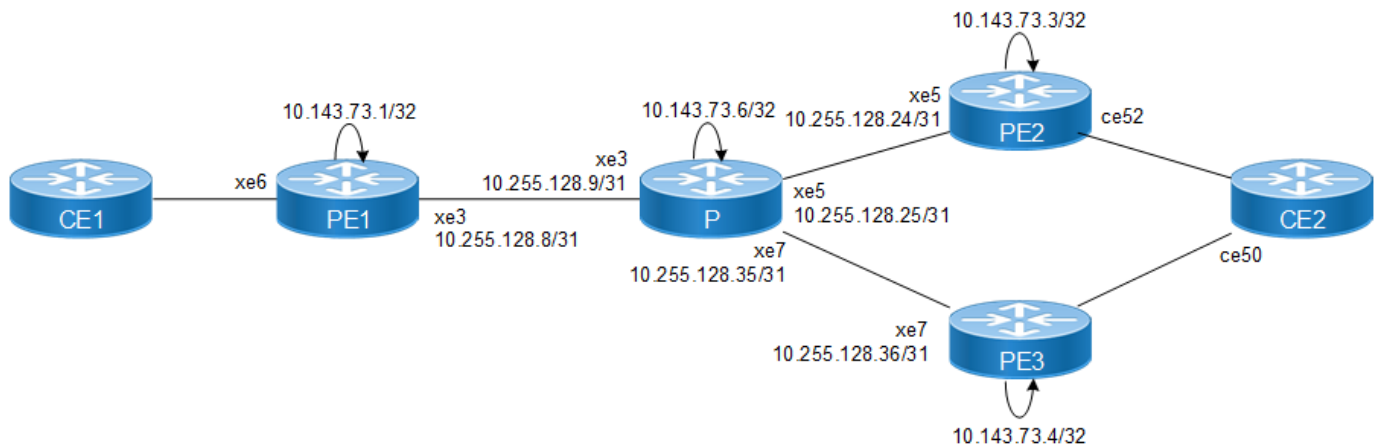 10.143.73.3/32
xe5
10.255.128.24/31
PE2
ce52
10.143.73.1/32
10.143.73.6/32
xe3
10.255.128.9/31
CE1
xe6
PE1
xe3
10.255.128.8/31
P
xe5
10.255.128.25/31
CE2
xe7
10.255.128.35/31
ce50
xe7
10.255.128.36/31
PE3
10.143.73.4/32